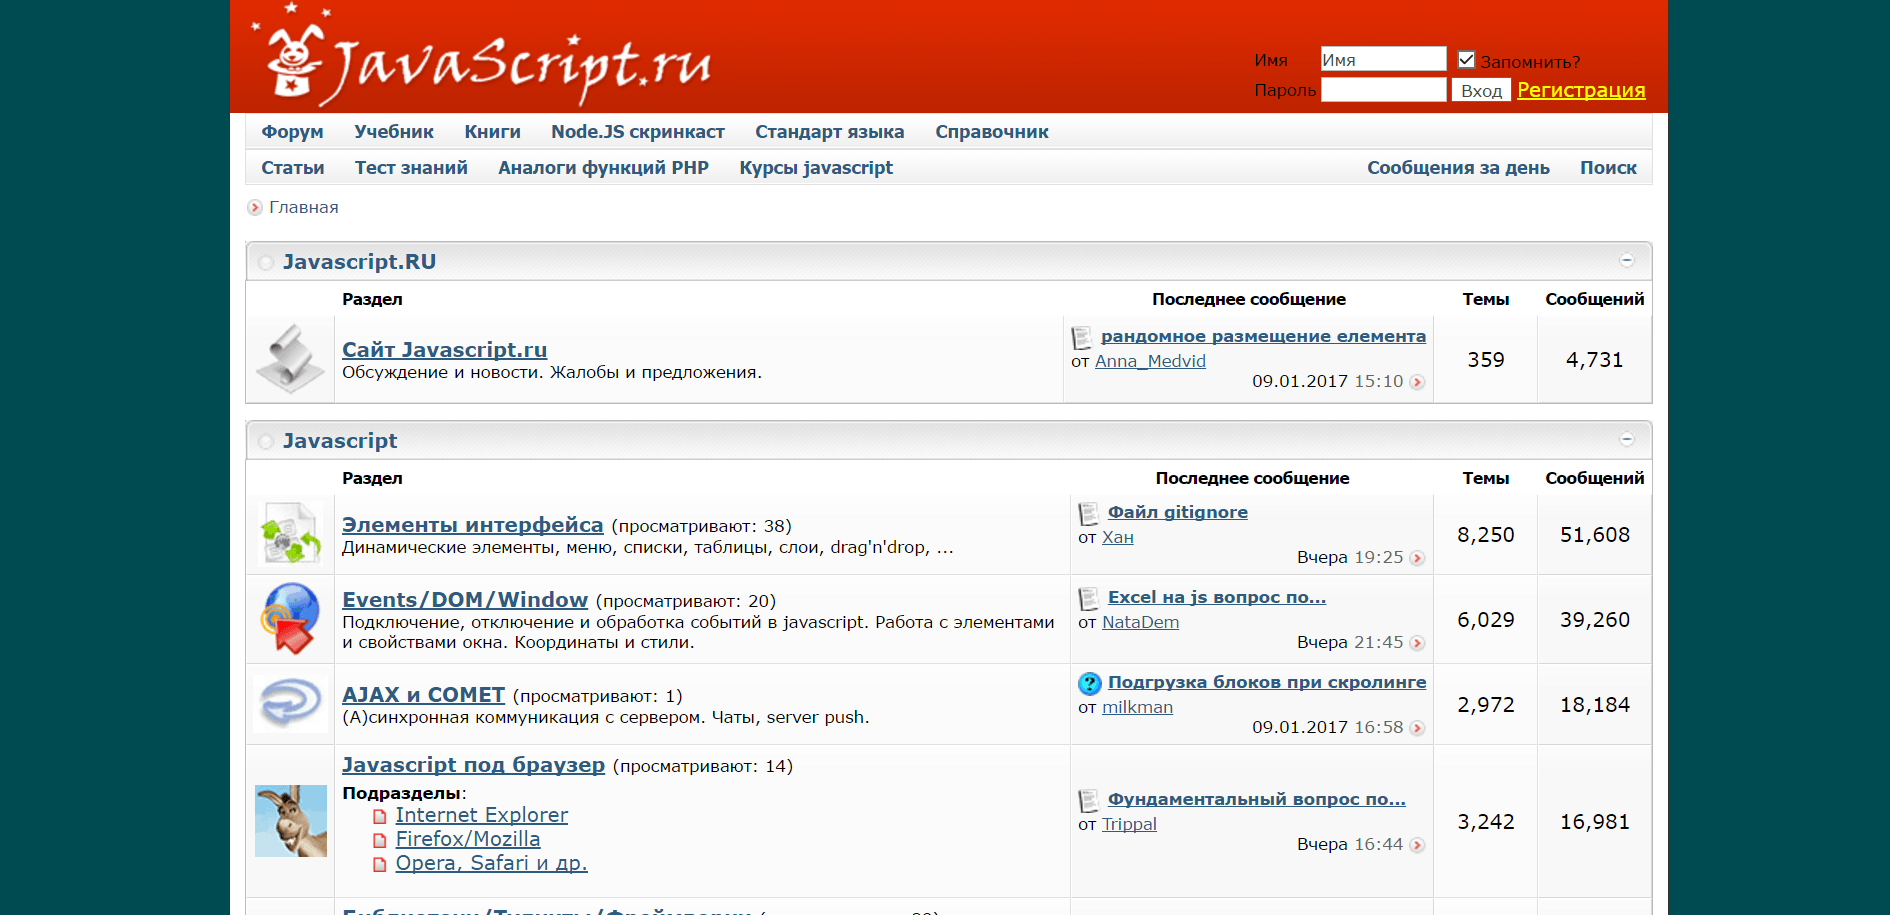 JavaScript.ru
Имя Имя Запомнить?
Пароль Вход Регистрация
Форум Учебник Книги Node.JS скринкаст Стандарт языка Справочник
Статьи Тест знаний Аналоги функций PHP Курсы javascript Сообщения за день Поиск
Главная
Javascript.RU
Раздел Последнее сообщение Темы Сообщений
Сайт Javascript.ru
Обсуждение и новости. Жалобы и предложения.
рандомное размещение елемента
от Anna_Medvid
09.01.2017 15:10
359 4,731
Javascript
Раздел Последнее сообщение Темы Сообщений
Элементы интерфейса (просматривают: 38)
Динамические элементы, меню, списки, таблицы, слои, drag'n'drop, ...
Файл gitignore
от Хан
Вчера 19:25
8,250 51,608
Events/DOM/Window (просматривают: 20)
Подключение, отключение и обработка событий в javascript. Работа с элементами
и свойствами окна. Координаты и стили.
Excel на js вопрос по...
от NataDem
Вчера 21:45
6,029 39,260
AJAX и COMET (просматривают: 1)
(А)синхронная коммуникация с сервером. Чаты, server push.
Подгрузка блоков при скролинге
от milkman
09.01.2017 16:58
2,972 18,184
Javascript под браузер (просматривают: 14)
Подразделы:
Internet Explorer
Firefox/Mozilla
Opera, Safari и др.
Фундаментальный вопрос по...
от Trippal
Вчера 16:44
3,242 16,981